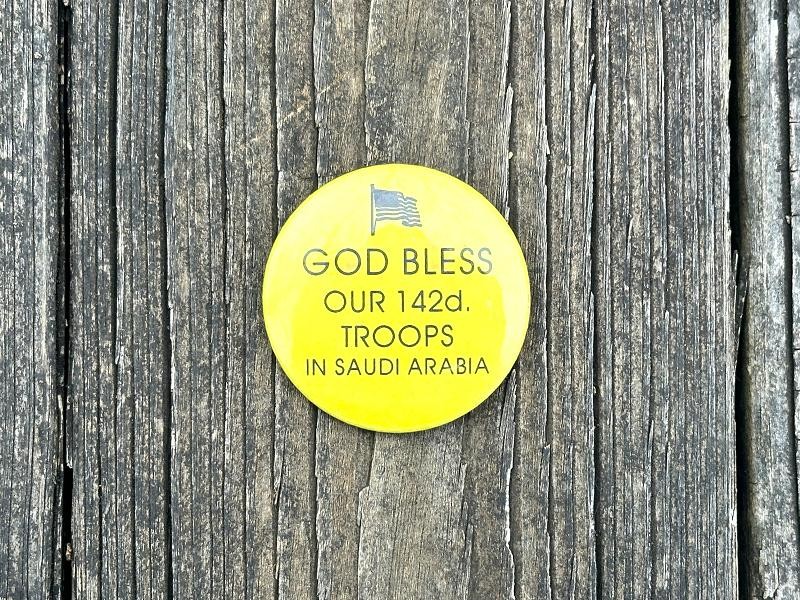 GOD BLESS
OUR 142d.
TROOPS
IN SAUDI ARABIA